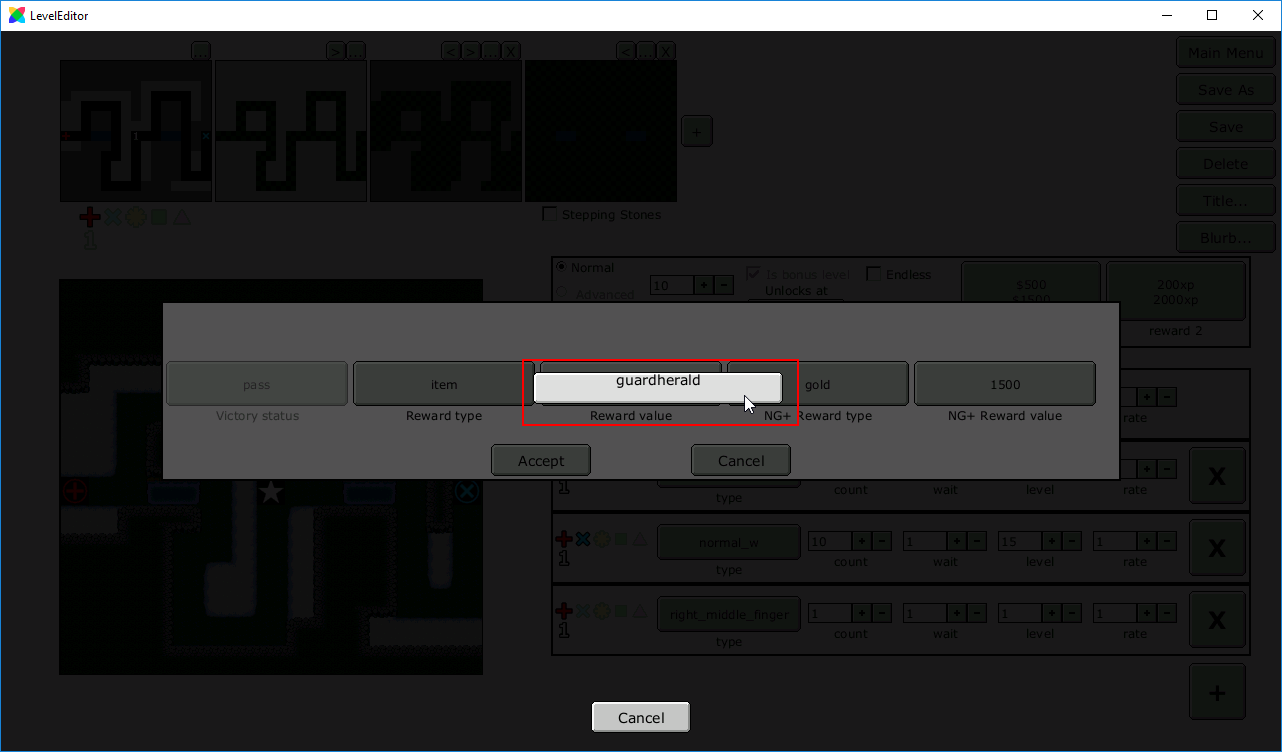 LevelEditor
... > ... < > ... X < ... X
Main Menu
Save As
Save
Delete
Title...
Blurb...
+
1
Stepping Stones
Normal
Advanced
10 + −
Is bonus level
Endless
Unlocks at
$500
$1500
200xp
2000xp
reward 2
pass
item
guardherald
gold
1500
Victory status
Reward type
Reward value
NG+ Reward type
NG+ Reward value
Accept
Cancel
+ −
rate
+ −
1
type
count
wait
level
rate
X
1
normal_w
10 + −
1 + −
15 + −
1 + −
type
count
wait
level
rate
X
1
right_middle_finger
1 + −
1 + −
1 + −
1 + −
type
count
wait
level
rate
X
+
Cancel